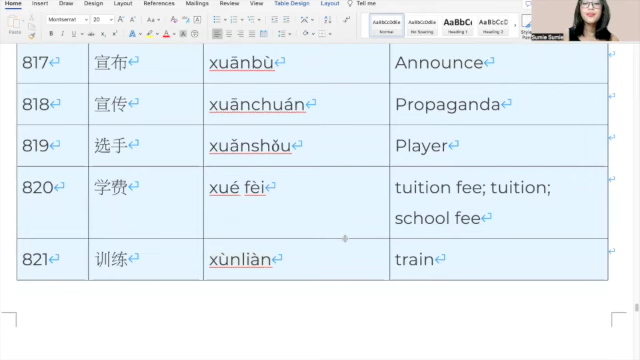 Home Insert Draw Design Layout References Mailings Review View Table Design Layout Tell me
Montserrat 20
AaBbCcDdEe AaBbCcDdEe AaBbC AaBbCcD
Normal No Spacing Heading 1 Heading 2
Sumie Sumie
817 宣布 xuānbù Announce
818 宣传 xuānchuán Propaganda
819 选手 xuǎnshǒu Player
820 学费 xué fèi tuition fee; tuition;
school fee
821 训练 xùnliàn train